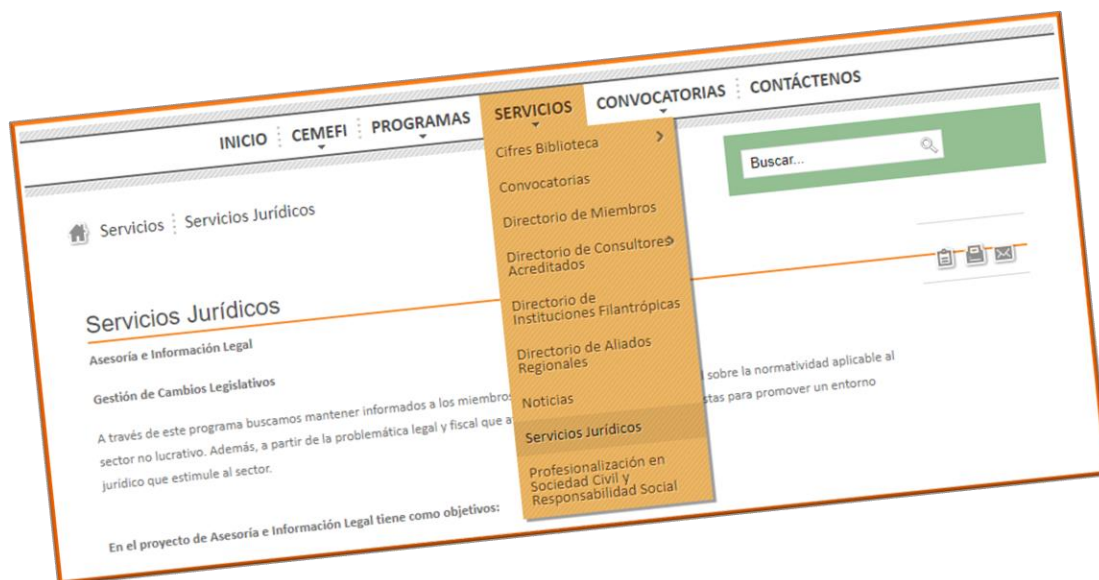 INICIO CEMEFI PROGRAMAS SERVICIOS CONVOCATORIAS CONTÁCTENOS
Cifres Biblioteca
Convocatorias
Directorio de Miembros
Directorio de Consultores
Acreditados
Directorio de
Instituciones Filantrópicas
Directorio de Aliados
Regionales
Noticias
Servicios Jurídicos
Profesionalización en
Sociedad Civil y
Responsabilidad Social
Buscar...
Servicios Servicios Jurídicos
Servicios Jurídicos
Asesoría e Información Legal
Gestión de Cambios Legislativos
A través de este programa buscamos mantener informados a los miembros sobre la normatividad aplicable al
sector no lucrativo. Además, a partir de la problemática legal y fiscal que para promover un entorno
jurídico que estimule al sector.
En el proyecto de Asesoría e Información Legal tiene como objetivos: